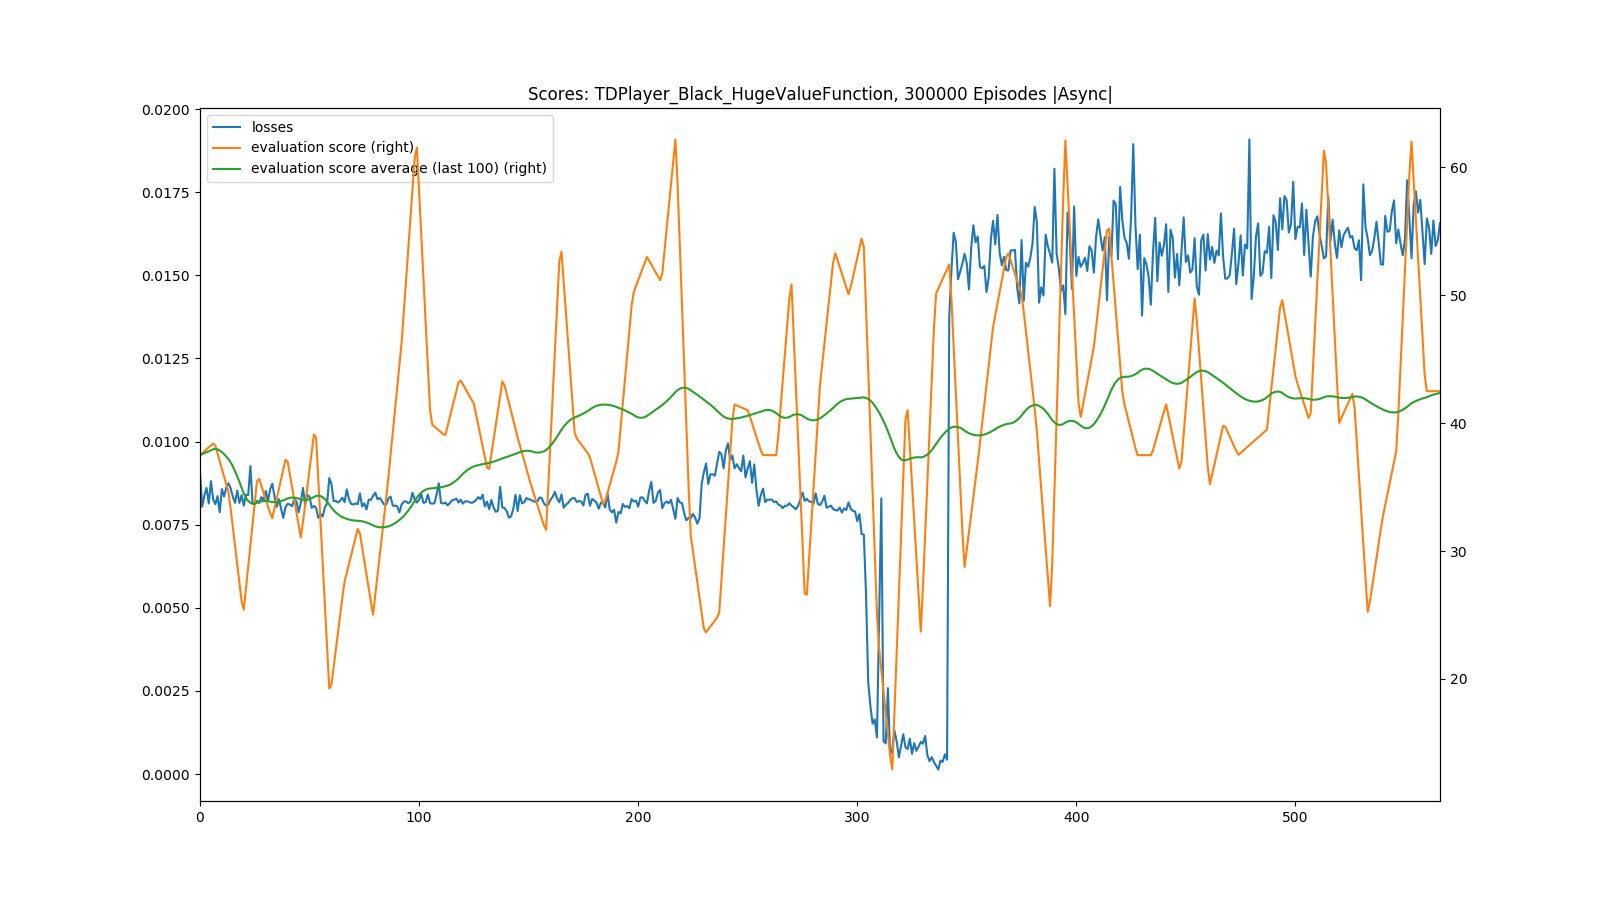 Scores: TDPlayer_Black_HugeValueFunction, 300000 Episodes |Async|
losses
evaluation score (right)
evaluation score average (last 100) (right)
0.0200
0.0175
0.0150
0.0125
0.0100
0.0075
0.0050
0.0025
0.0000
60
50
40
30
20
0 100 200 300 400 500